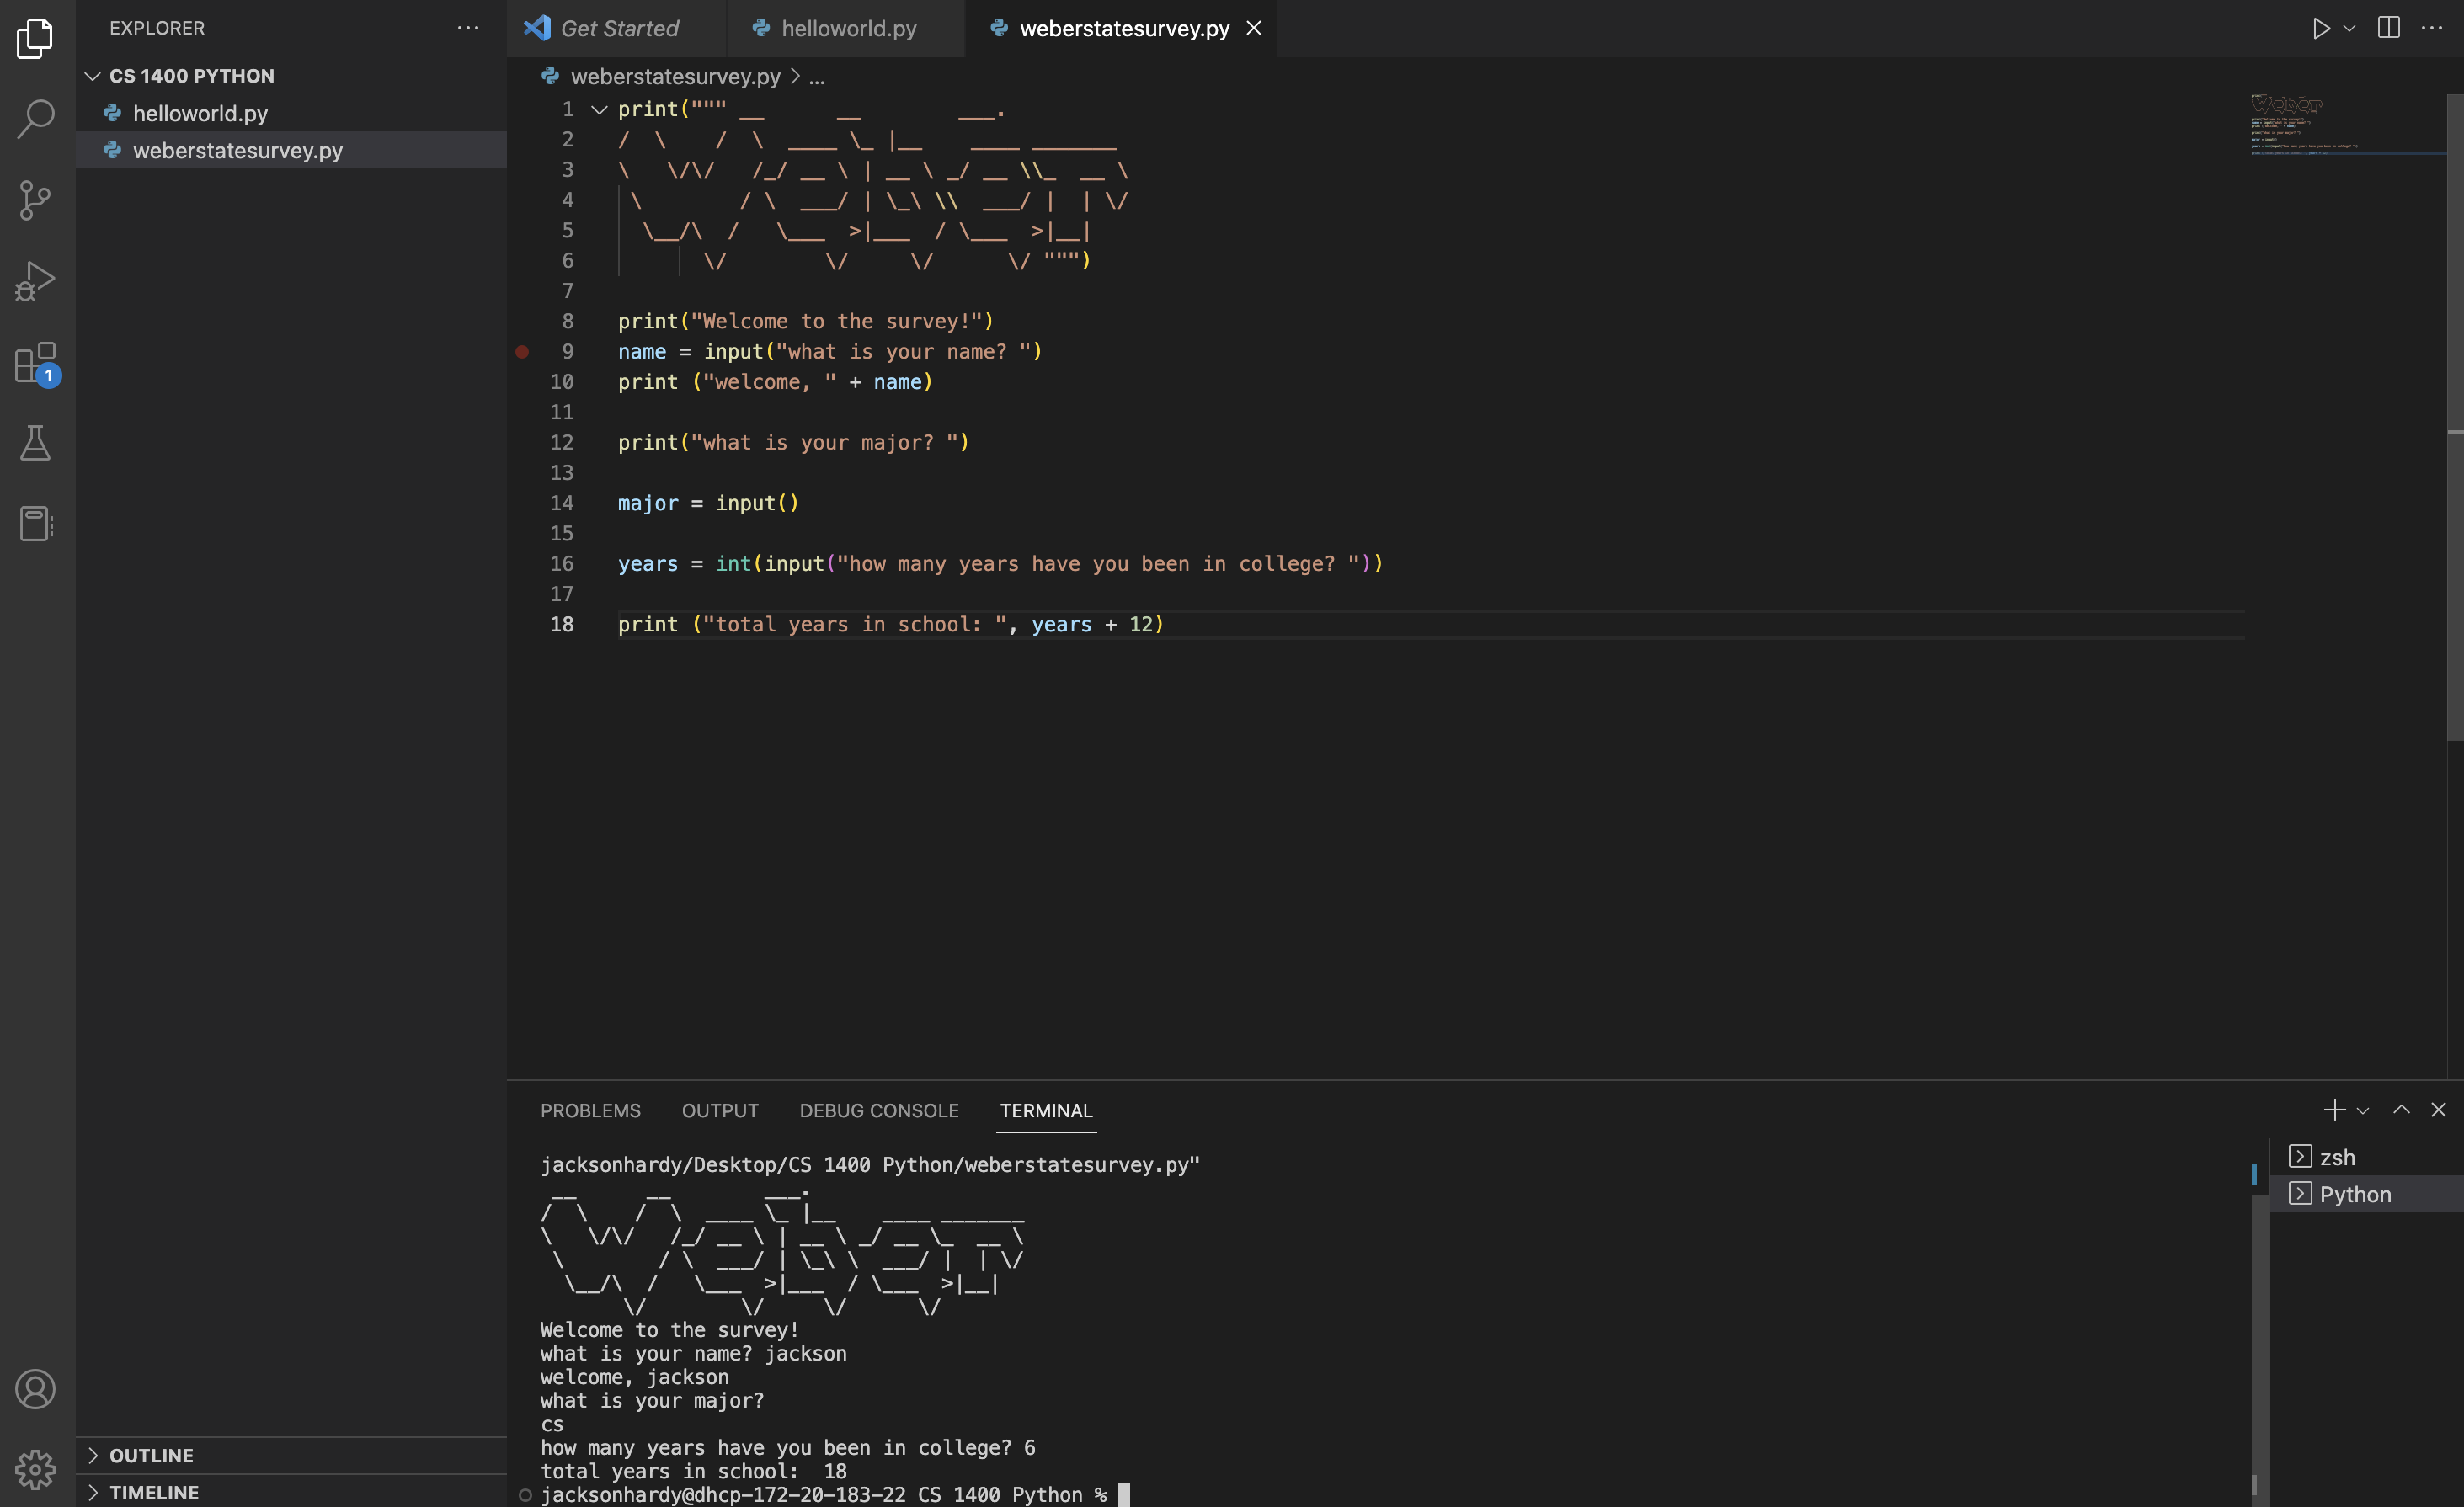 EXPLORER
CS 1400 PYTHON
helloworld.py
weberstatesurvey.py
1
OUTLINE
TIMELINE
Get Started
helloworld.py
weberstatesurvey.py
weberstatesurvey.py > ...
1 print(""" __      __        ___.
2 /  \    /  \  ____ \_ |__    ____ _______
3 \   \/\/   /_/ __ \ | __ \ _/ __ \\_  __ \
4  \        / \  ___/ | \_\ \\  ___/ |  | \/
5   \__/\  /   \___  >|___  / \___  >|__|
6        \/        \/     \/      \/ """)
7
8 print("Welcome to the survey!")
9 name = input("what is your name? ")
10 print ("welcome, " + name)
11
12 print("what is your major? ")
13
14 major = input()
15
16 years = int(input("how many years have you been in college? "))
17
18 print ("total years in school: ", years + 12)
PROBLEMS OUTPUT DEBUG CONSOLE TERMINAL
jacksonhardy/Desktop/CS 1400 Python/weberstatesurvey.py"
 __      __        ___.
/  \    /  \  ____ \_ |__    ____ _______
\   \/\/   /_/ __ \ | __ \ _/ __ \_  __ \
 \        / \  ___/ | \_\ \  ___/ |  | \/
  \__/\  /   \___  >|___  / \___  >|__|
       \/        \/     \/      \/
Welcome to the survey!
what is your name? jackson
welcome, jackson
what is your major?
cs
how many years have you been in college? 6
total years in school:  18
jacksonhardy@dhcp-172-20-183-22 CS 1400 Python %
zsh
Python